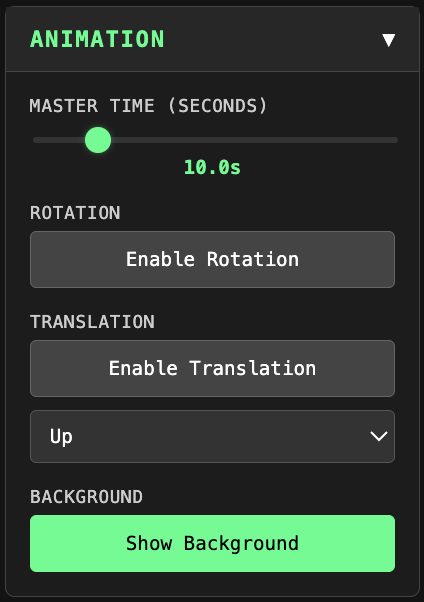 ANIMATION ▼
MASTER TIME (SECONDS)
10.0s
ROTATION
Enable Rotation
TRANSLATION
Enable Translation
Up
BACKGROUND
Show Background